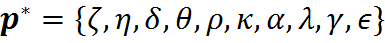 𝒑* = {ζ, η, δ, θ, ρ, κ, α, λ, γ, ϵ}